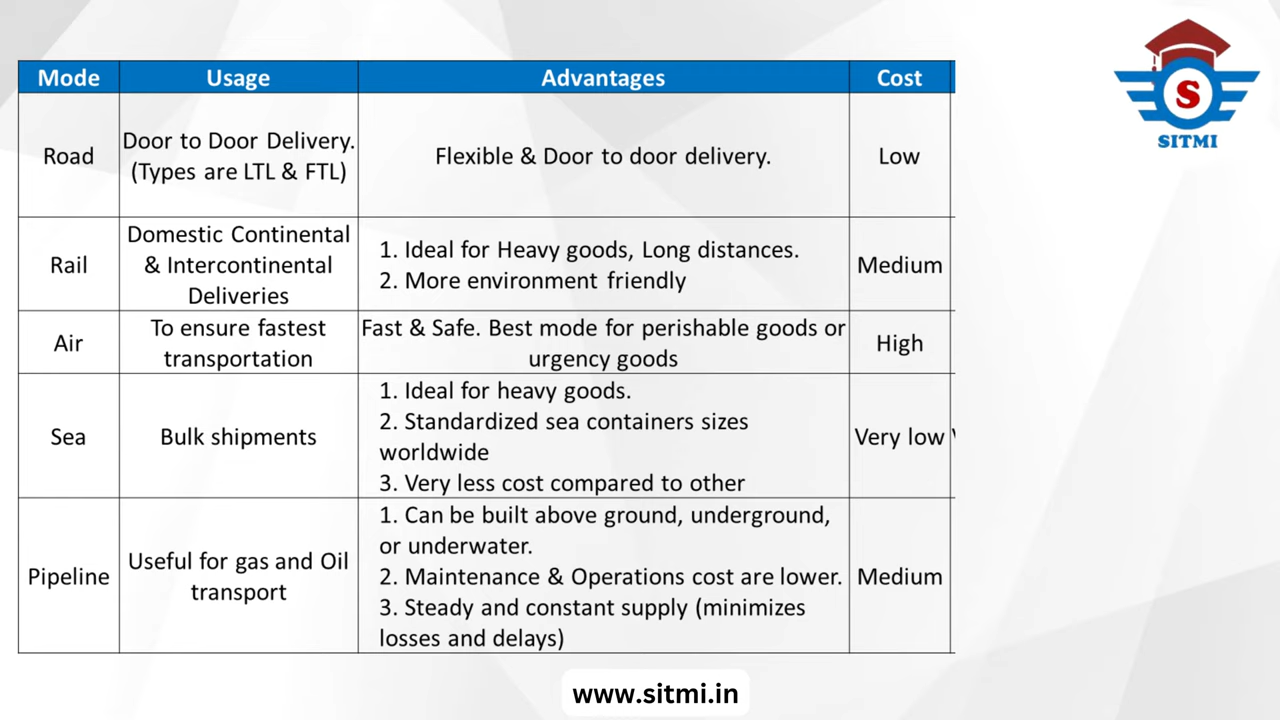 Mode Usage Advantages Cost
Road
Door to Door Delivery.
(Types are LTL & FTL)
Flexible & Door to door delivery.
Low
Rail
Domestic Continental
& Intercontinental
Deliveries
1. Ideal for Heavy goods, Long distances.
2. More environment friendly
Medium
Air
To ensure fastest
transportation
Fast & Safe. Best mode for perishable goods or
urgency goods
High
Sea
Bulk shipments
1. Ideal for heavy goods.
2. Standardized sea containers sizes
worldwide
3. Very less cost compared to other
Very low
Pipeline
Useful for gas and Oil
transport
1. Can be built above ground, underground,
or underwater.
2. Maintenance & Operations cost are lower.
3. Steady and constant supply (minimizes
losses and delays)
Medium
S
SITMI
www.sitmi.in